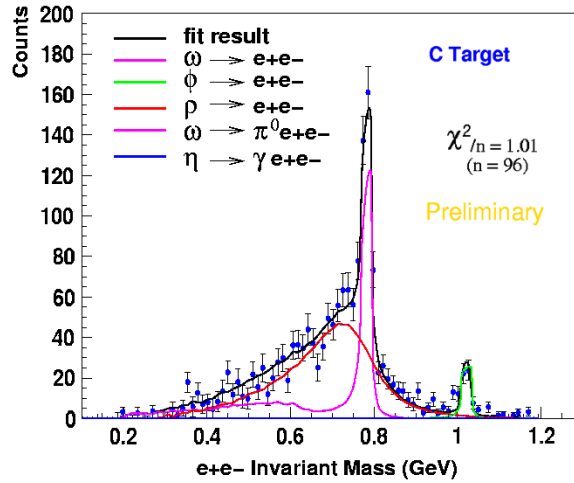 Counts
200
180
160
140
120
100
80
60
40
20
0
fit result
ω → e+e-
ϕ → e+e-
ρ → e+e-
ω → π⁰e+e-
η → γ e+e-
C Target
χ²/n = 1.01
(n = 96)
Preliminary
0.2 0.4 0.6 0.8 1 1.2
e+e- Invariant Mass (GeV)